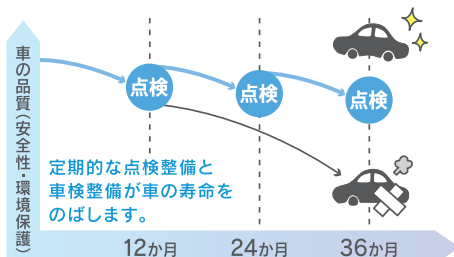 車の品質(安全性・環境保護)
点検
点検
点検
定期的な点検整備と
車検整備が車の寿命を
のばします。
12か月
24か月
36か月